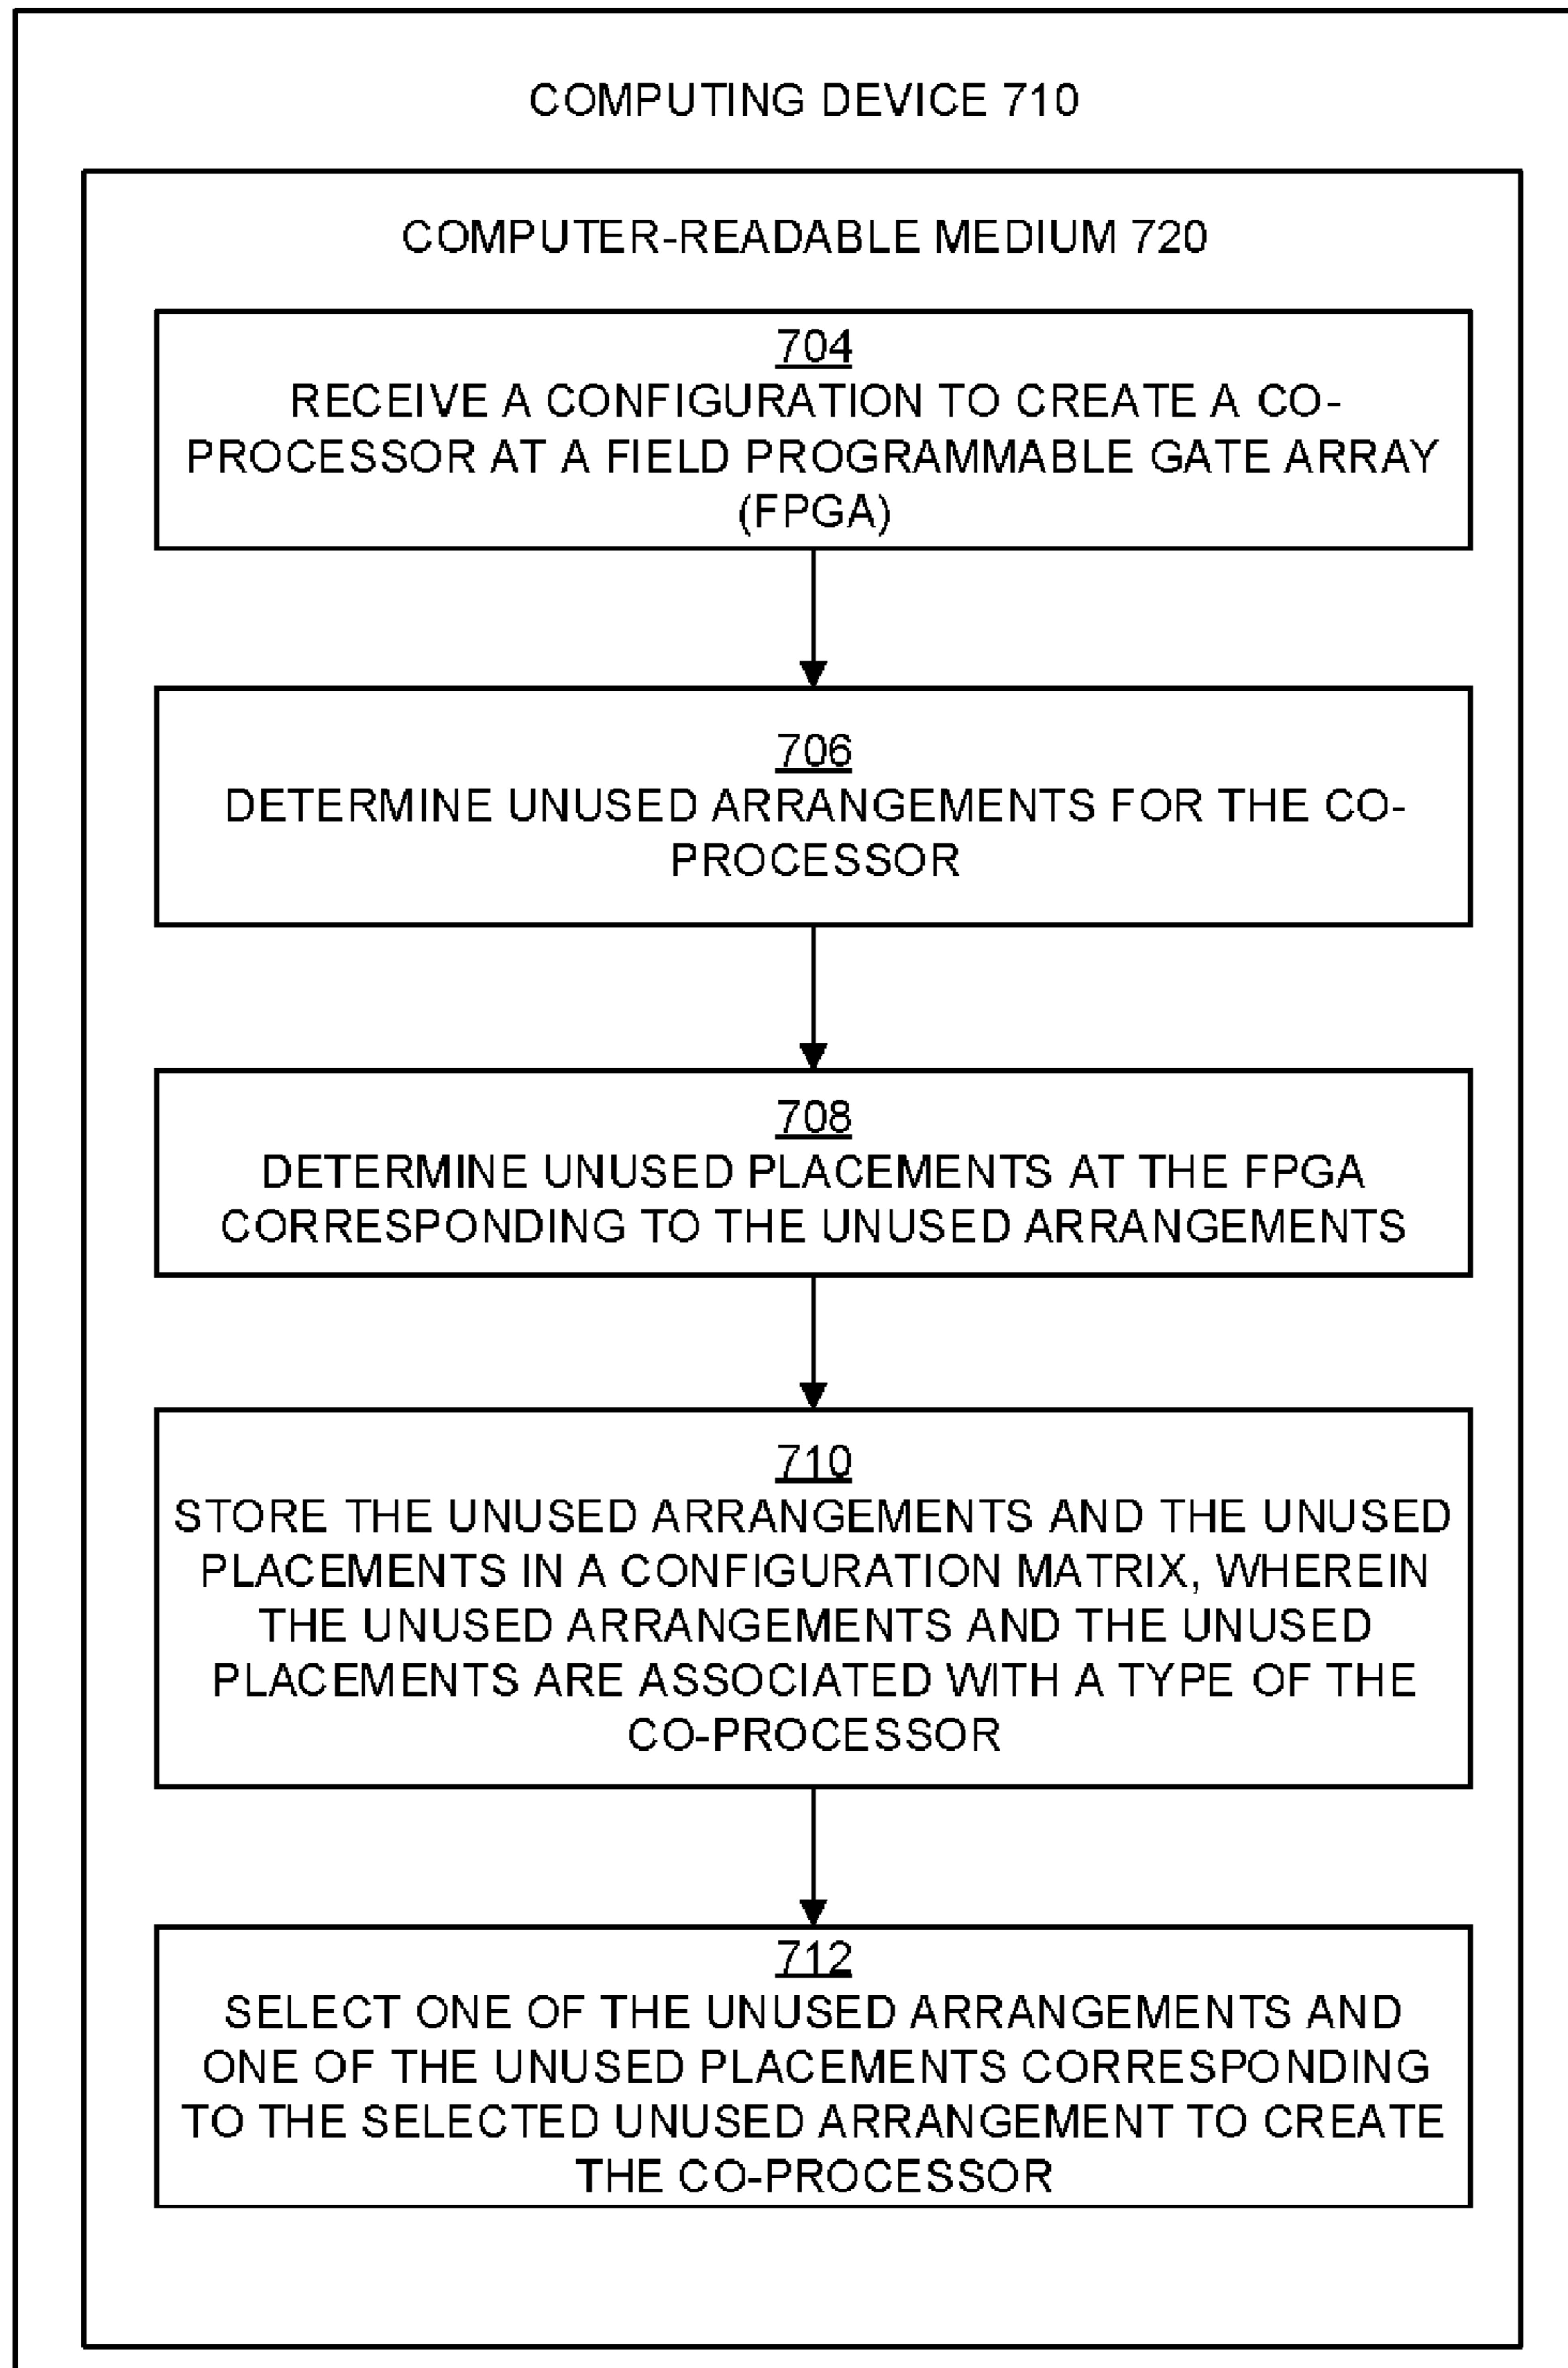 COMPUTING DEVICE 710
COMPUTER-READABLE MEDIUM 720
704
RECEIVE A CONFIGURATION TO CREATE A CO-
PROCESSOR AT A FIELD PROGRAMMABLE GATE ARRAY
(FPGA)
706
DETERMINE UNUSED ARRANGEMENTS FOR THE CO-
PROCESSOR
708
DETERMINE UNUSED PLACEMENTS AT THE FPGA
CORRESPONDING TO THE UNUSED ARRANGEMENTS
710
STORE THE UNUSED ARRANGEMENTS AND THE UNUSED
PLACEMENTS IN A CONFIGURATION MATRIX, WHEREIN
THE UNUSED ARRANGEMENTS AND THE UNUSED
PLACEMENTS ARE ASSOCIATED WITH A TYPE OF THE
CO-PROCESSOR
712
SELECT ONE OF THE UNUSED ARRANGEMENTS AND
ONE OF THE UNUSED PLACEMENTS CORRESPONDING
TO THE SELECTED UNUSED ARRANGEMENT TO CREATE
THE CO-PROCESSOR